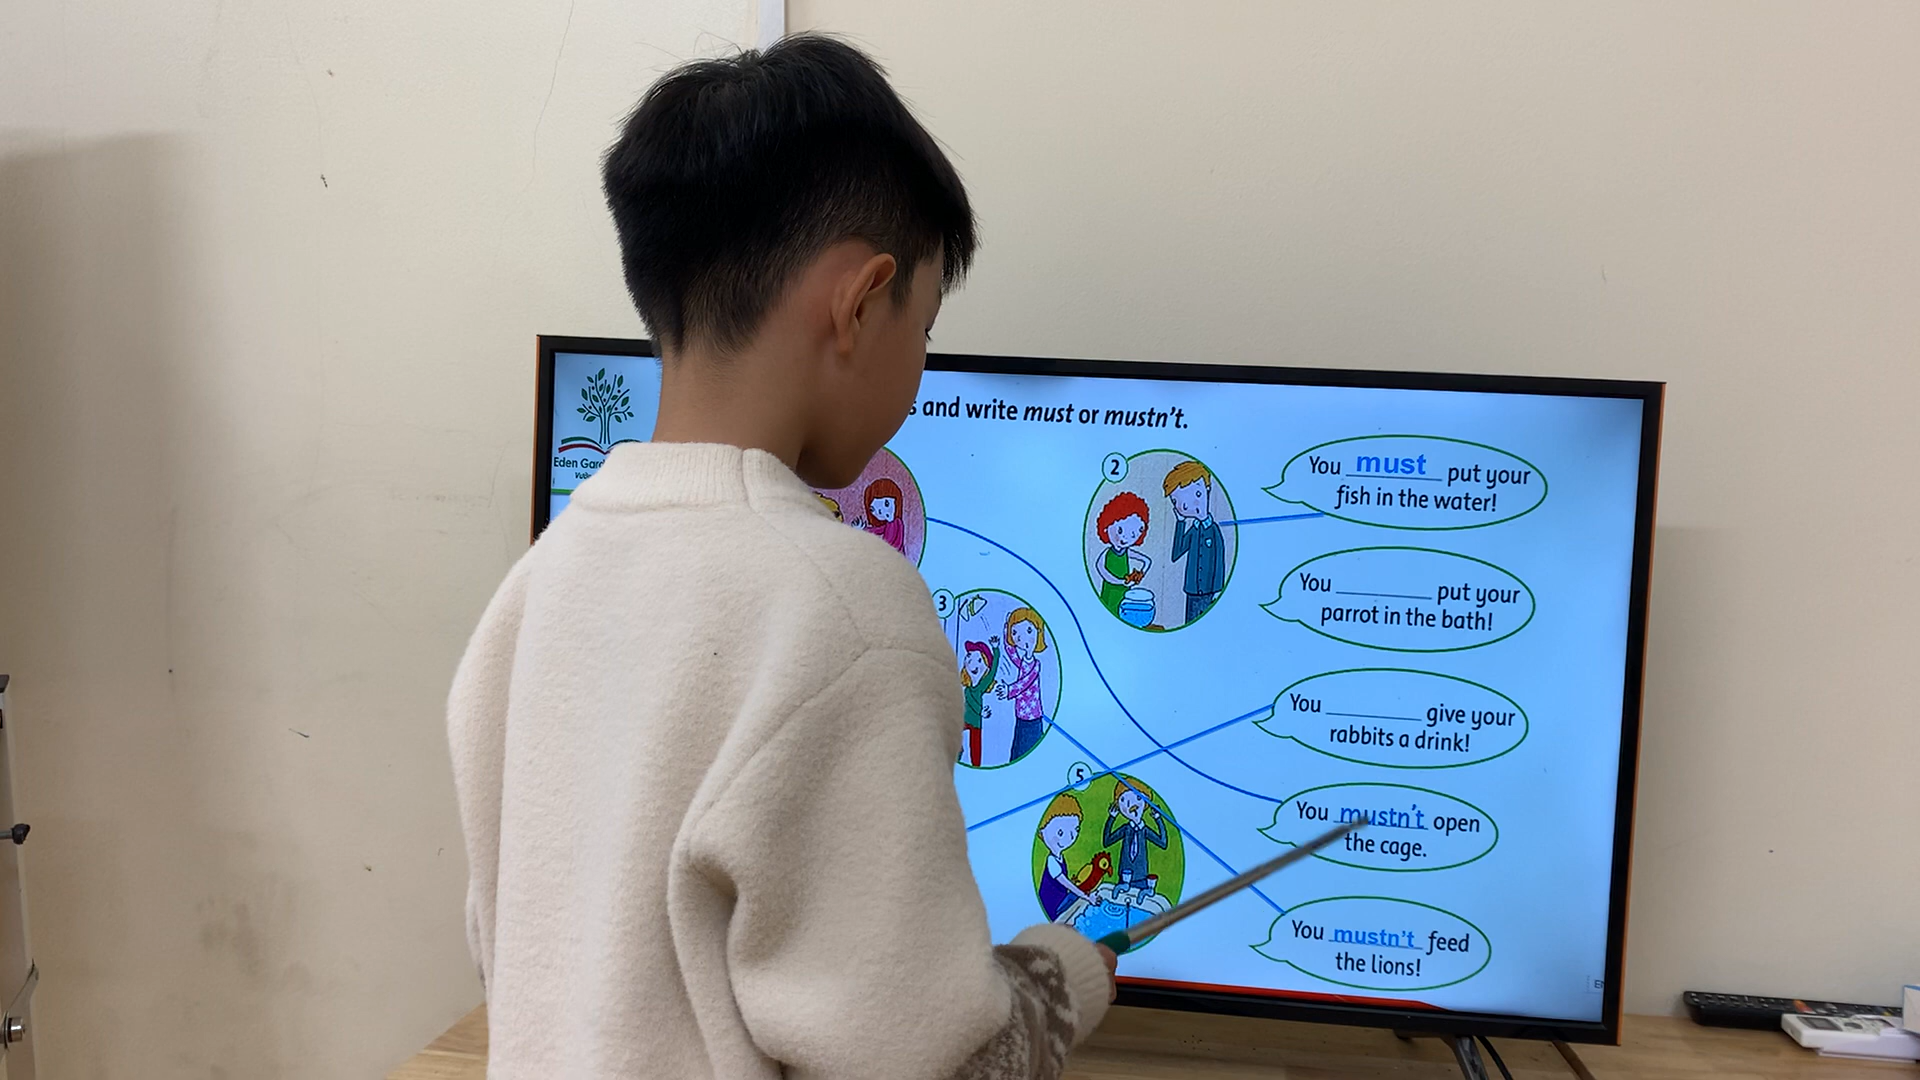 Eden Gard
s and write must or mustn't.
2
You must put your
fish in the water!
You ________ put your
parrot in the bath!
3
You ________ give your
rabbits a drink!
5
You mustn't open
the cage.
You mustn't feed
the lions!